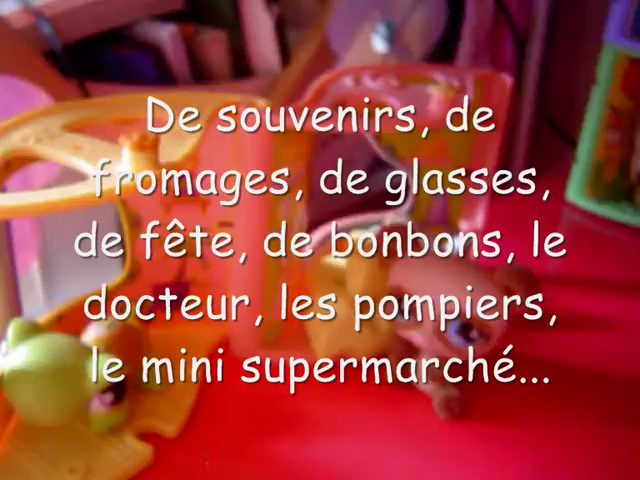 De souvenirs, de
fromages, de glasses,
de fête, de bonbons, le
docteur, les pompiers,
le mini supermarché...